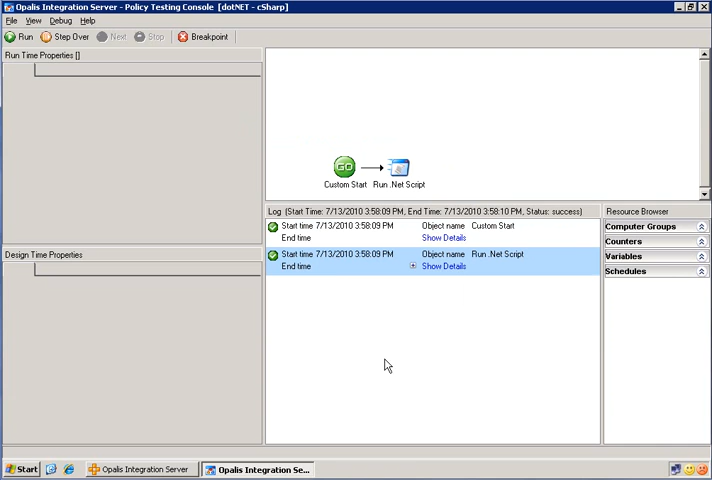 Opalis Integration Server - Policy Testing Console [dotNET - cSharp]
File View Debug Help
Run Step Over Next Stop Breakpoint
Run Time Properties []
GO
Custom Start Run .Net Script
Log (Start Time: 7/13/2010 3:58:09 PM, End Time: 7/13/2010 3:58:10 PM, Status: success)
Start time 7/13/2010 3:58:09 PM Object name Custom Start
End time Show Details
Start time 7/13/2010 3:58:09 PM Object name Run .Net Script
End time Show Details
Resource Browser
Computer Groups
Counters
Variables
Schedules
Design Time Properties
Start Opalis Integration Server Opalis Integration Se...